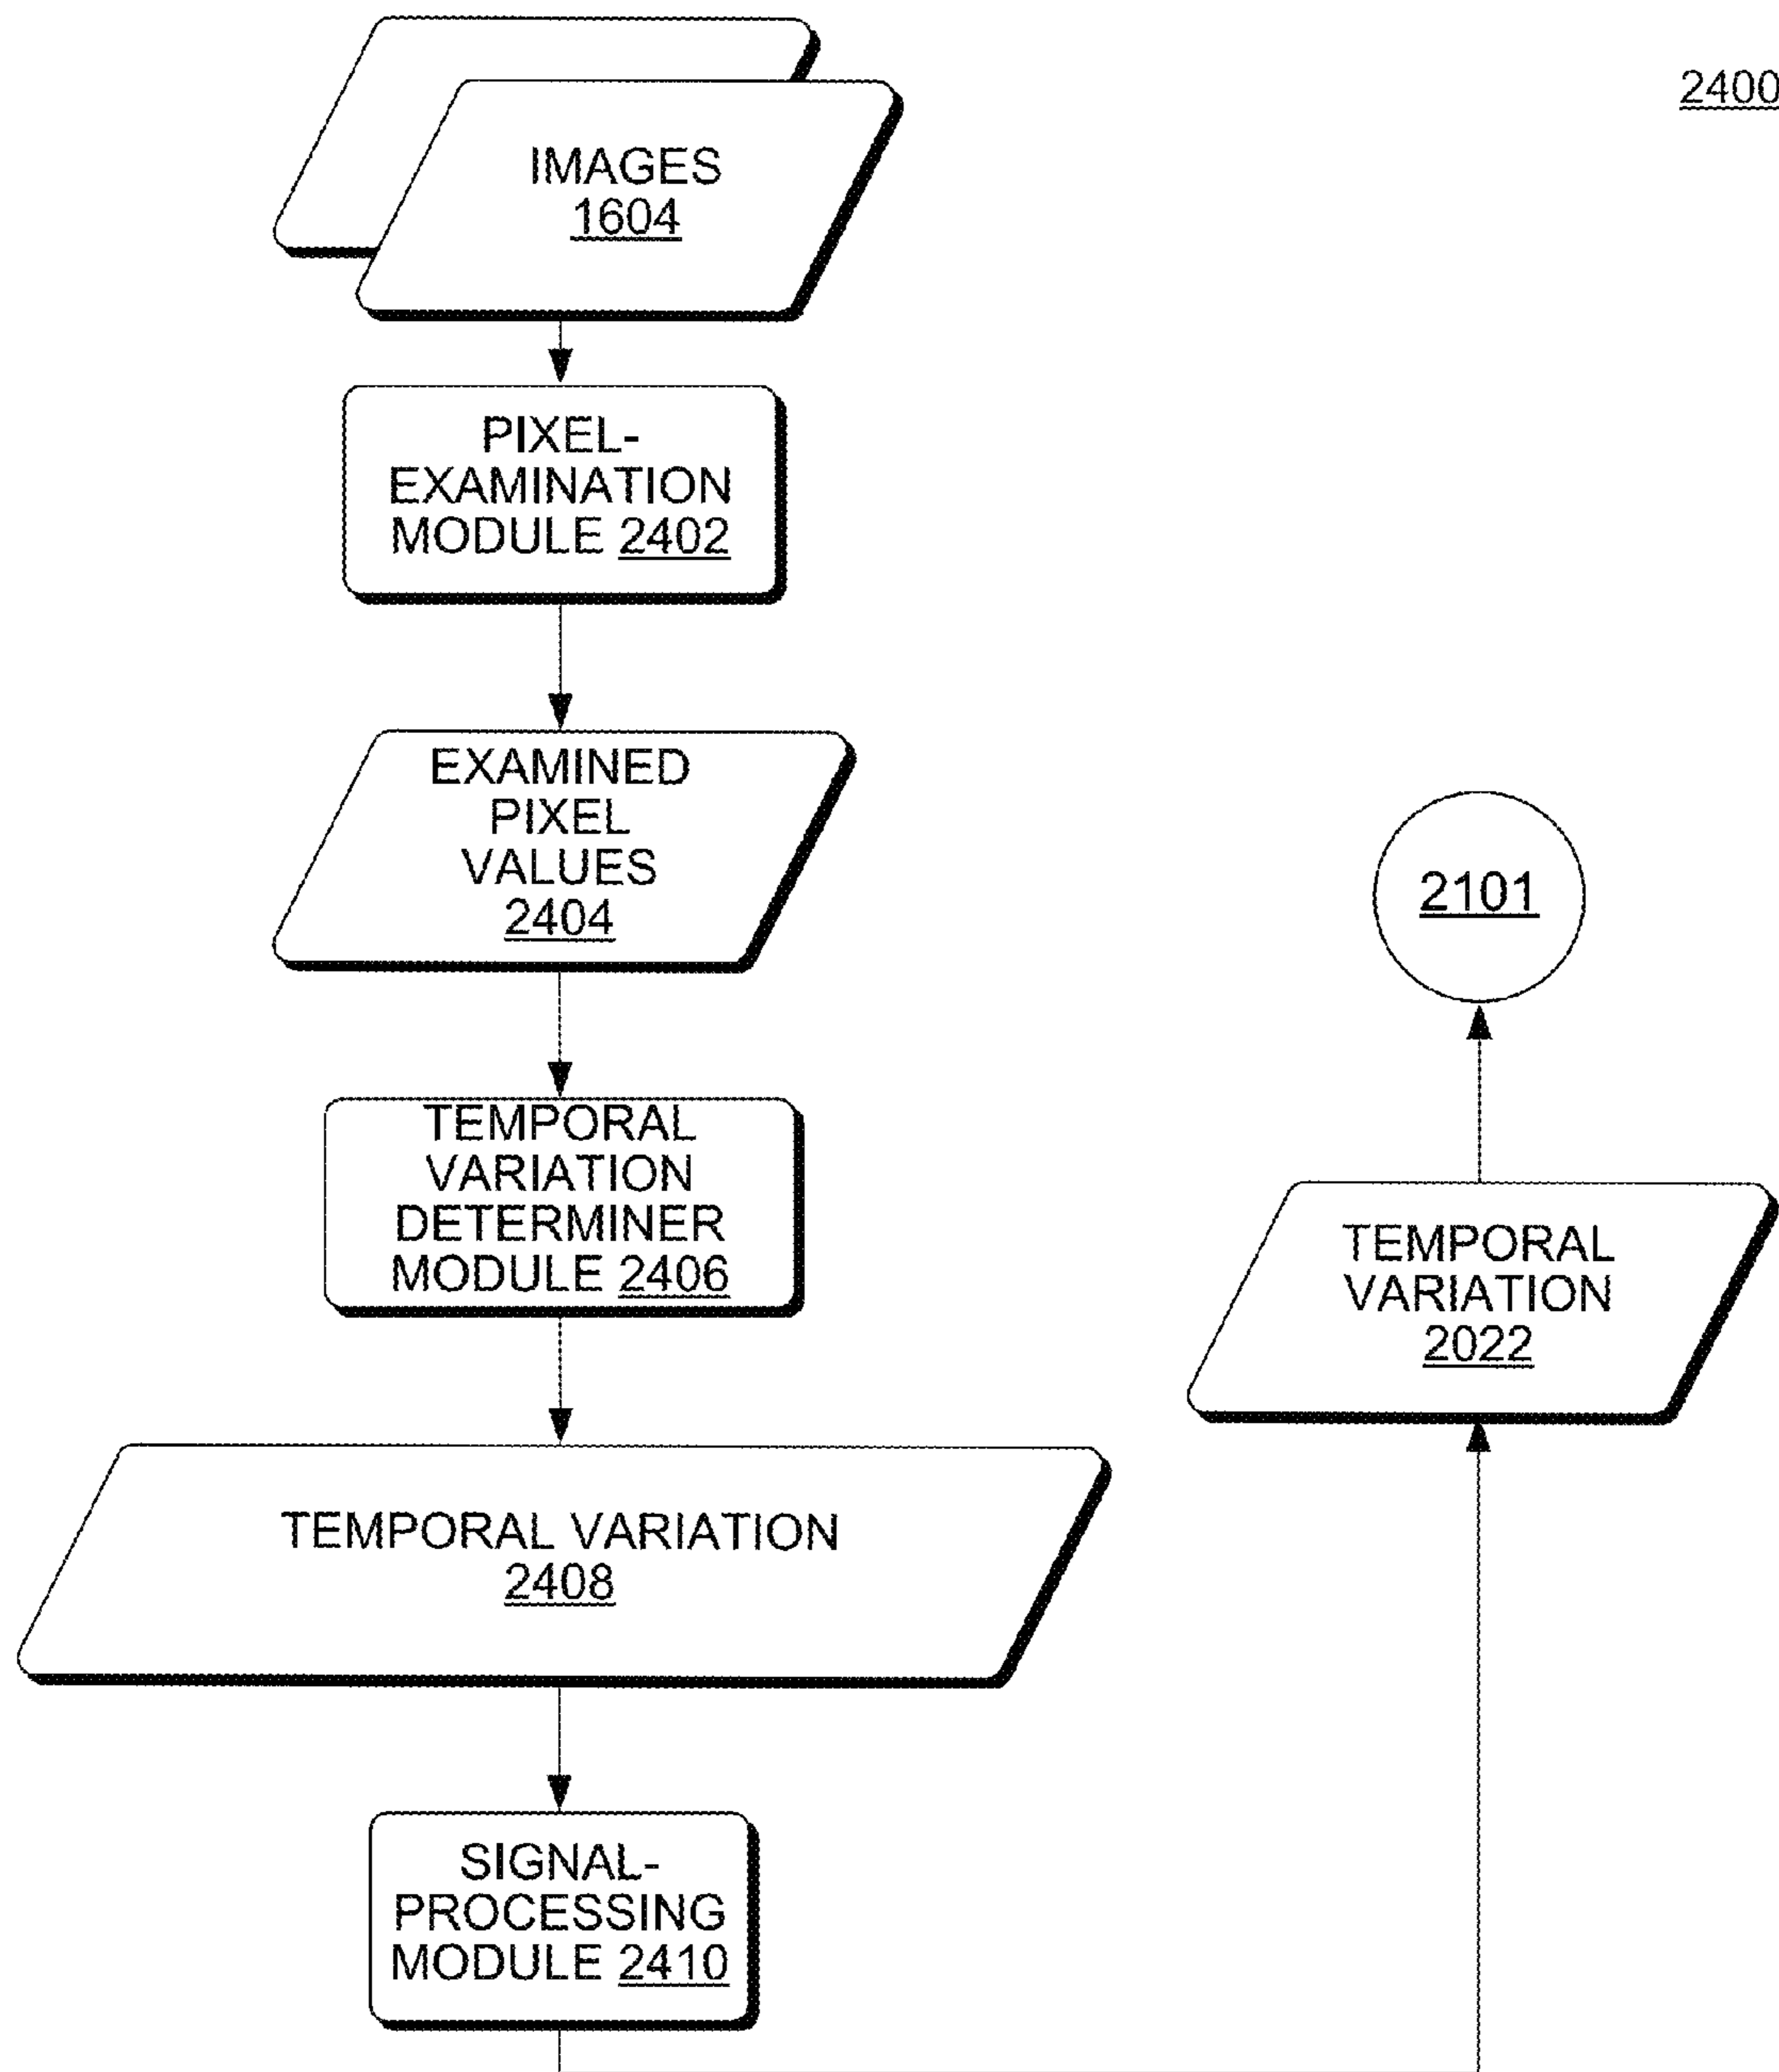 2400
IMAGES
1604
PIXEL-
EXAMINATION
MODULE 2402
EXAMINED
PIXEL
VALUES
2404
TEMPORAL
VARIATION
DETERMINER
MODULE 2406
TEMPORAL VARIATION
2408
SIGNAL-
PROCESSING
MODULE 2410
TEMPORAL
VARIATION
2022
2101